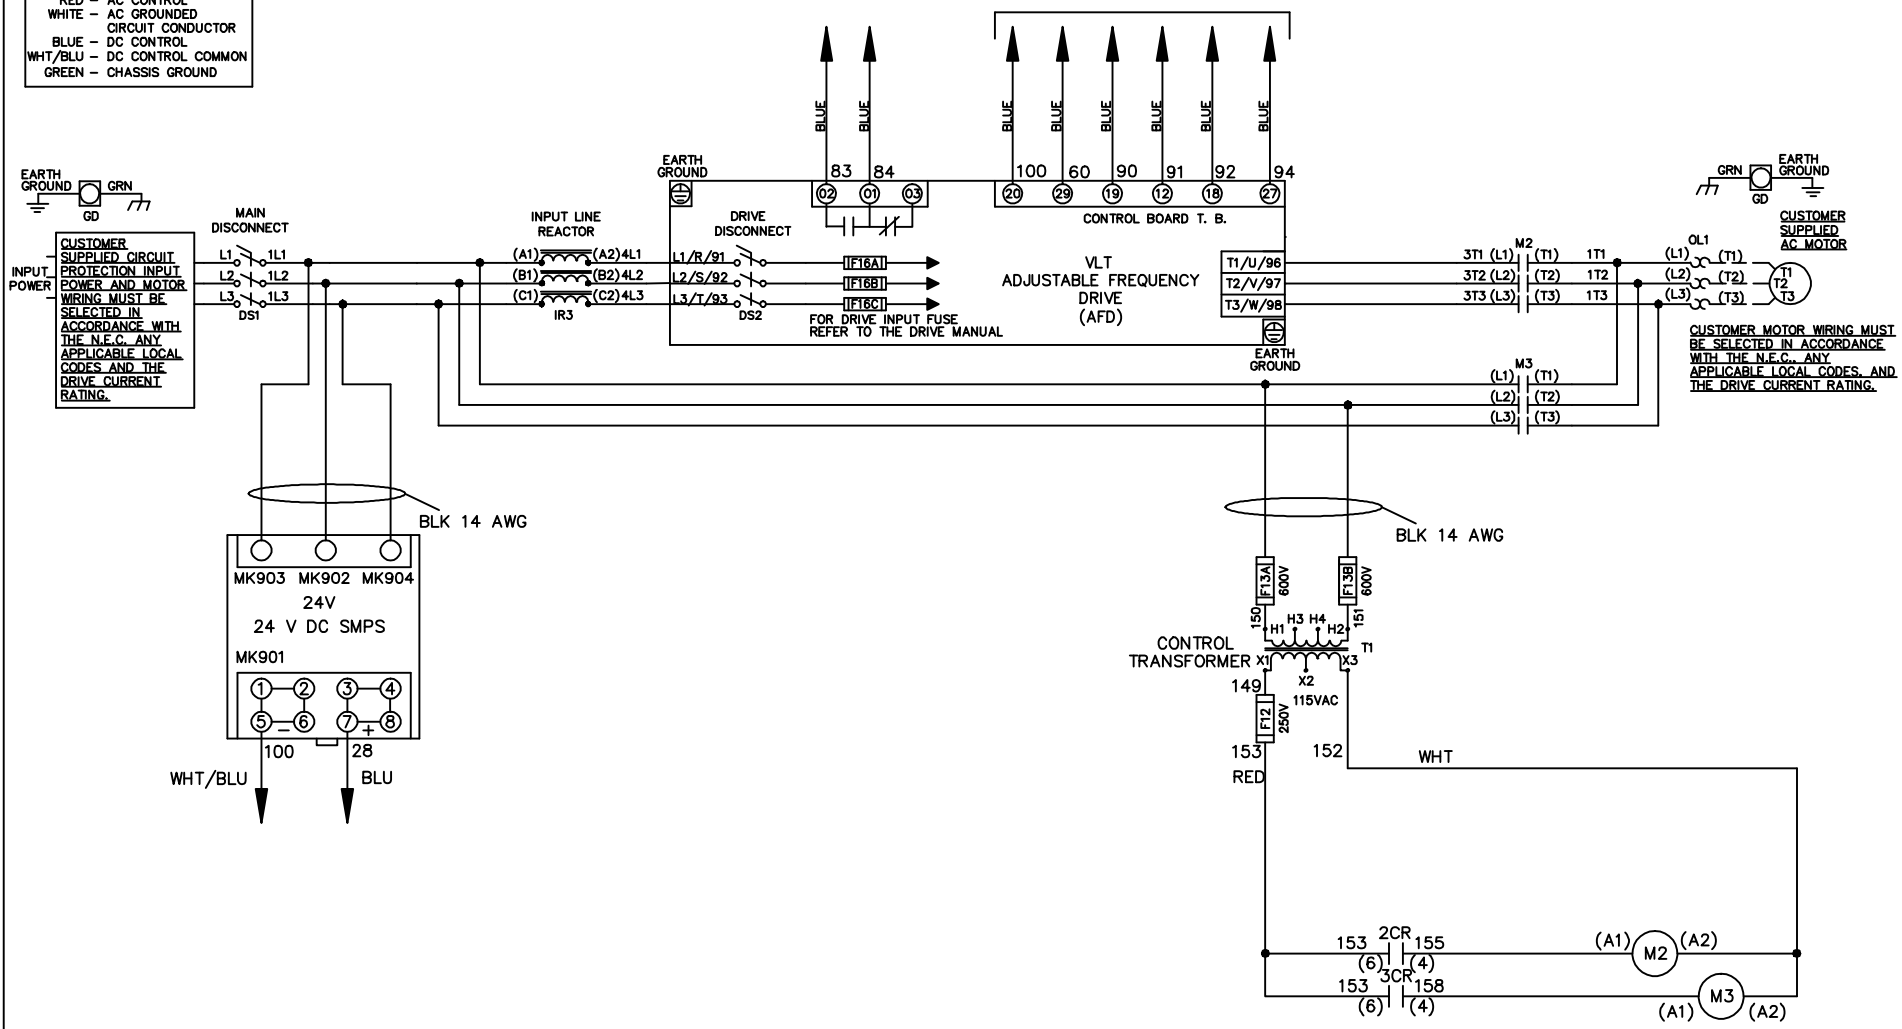 RED – AC CONTROL
WHITE – AC GROUNDED
CIRCUIT CONDUCTOR
BLUE – DC CONTROL
WHT/BLU – DC CONTROL COMMON
GREEN – CHASSIS GROUND
BLUE
BLUE
BLUE
BLUE
BLUE
BLUE
BLUE
BLUE
83
84
100
60
90
91
92
94
02
01
03
20
29
19
12
18
27
CONTROL BOARD T. B.
EARTH
GROUND
GRN
GD
INPUT
POWER
CUSTOMER
SUPPLIED CIRCUIT
PROTECTION INPUT
POWER AND MOTOR
WIRING MUST BE
SELECTED IN
ACCORDANCE WITH
THE N.E.C. ANY
APPLICABLE LOCAL
CODES AND THE
DRIVE CURRENT
RATING.
MAIN
DISCONNECT
L1 1L1
L2 1L2
L3 1L3
DS1
INPUT LINE
REACTOR
(A1) (A2) 4L1
(B1) (B2) 4L2
(C1) (C2) 4L3
IR3
EARTH
GROUND
L1/R/91
L2/S/92
L3/T/93
DRIVE
DISCONNECT
DS2
F16A
F16B
F16C
FOR DRIVE INPUT FUSE
REFER TO THE DRIVE MANUAL
VLT
ADJUSTABLE FREQUENCY
DRIVE
(AFD)
T1/U/96
T2/V/97
T3/W/98
EARTH
GROUND
M2
3T1 (L1) (T1) 1T1
3T2 (L2) (T2) 1T2
3T3 (L3) (T3) 1T3
M3
(L1) (T1)
(L2) (T2)
(L3) (T3)
OL1
(L1) (T1)
(L2) (T2)
(L3) (T3)
T1
T2
T3
GRN
EARTH
GROUND
GD
CUSTOMER
SUPPLIED
AC MOTOR
CUSTOMER MOTOR WIRING MUST
BE SELECTED IN ACCORDANCE
WITH THE N.E.C., ANY
APPLICABLE LOCAL CODES, AND
THE DRIVE CURRENT RATING.
BLK 14 AWG
MK903 MK902 MK904
24V
24 V DC SMPS
MK901
1 2 3 4
5 6 7 8
– +
100 28
WHT/BLU BLU
BLK 14 AWG
F13A
600V
F13B
600V
150
151
H1 H3 H4 H2
T1
CONTROL
TRANSFORMER
X1 X3
X2
115VAC
149
F12
250V
153
RED
152
WHT
2CR
153 155
(6) (4)
(A1) M2 (A2)
3CR
153 158
(6) (4)
(A1) M3 (A2)